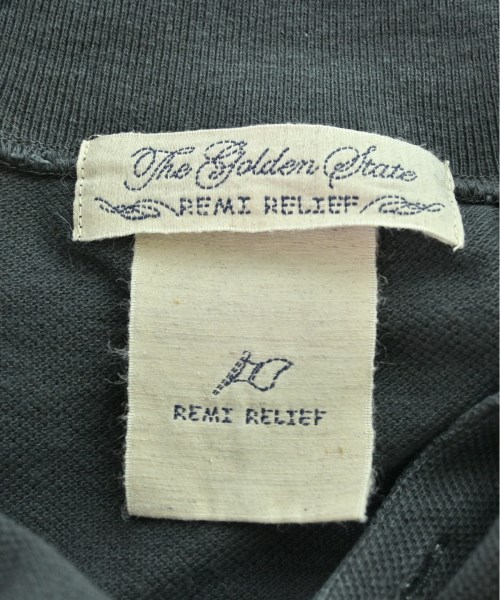 The Golden State
REMI RELIEF
REMI RELIEF